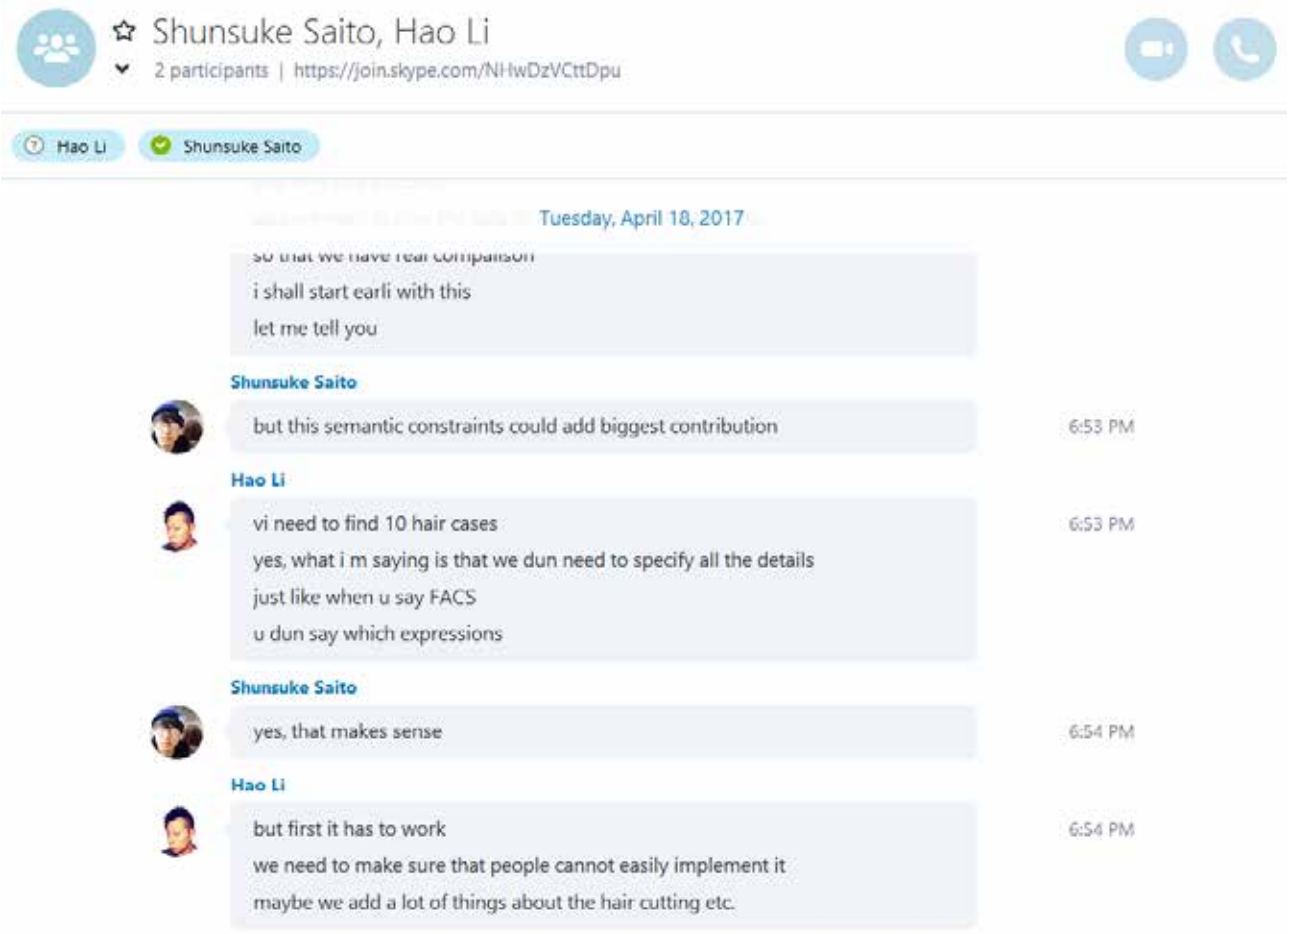 Shunsuke Saito, Hao Li
2 participants | https://join.skype.com/NHwDzVCttDpu
Hao Li
Shunsuke Saito
Tuesday, April 18, 2017
so that we have real comparison
i shall start earli with this
let me tell you
Shunsuke Saito
but this semantic constraints could add biggest contribution
6:53 PM
Hao Li
vi need to find 10 hair cases
6:53 PM
yes, what i m saying is that we dun need to specify all the details
just like when u say FACS
u dun say which expressions
Shunsuke Saito
yes, that makes sense
6:54 PM
Hao Li
but first it has to work
6:54 PM
we need to make sure that people cannot easily implement it
maybe we add a lot of things about the hair cutting etc.